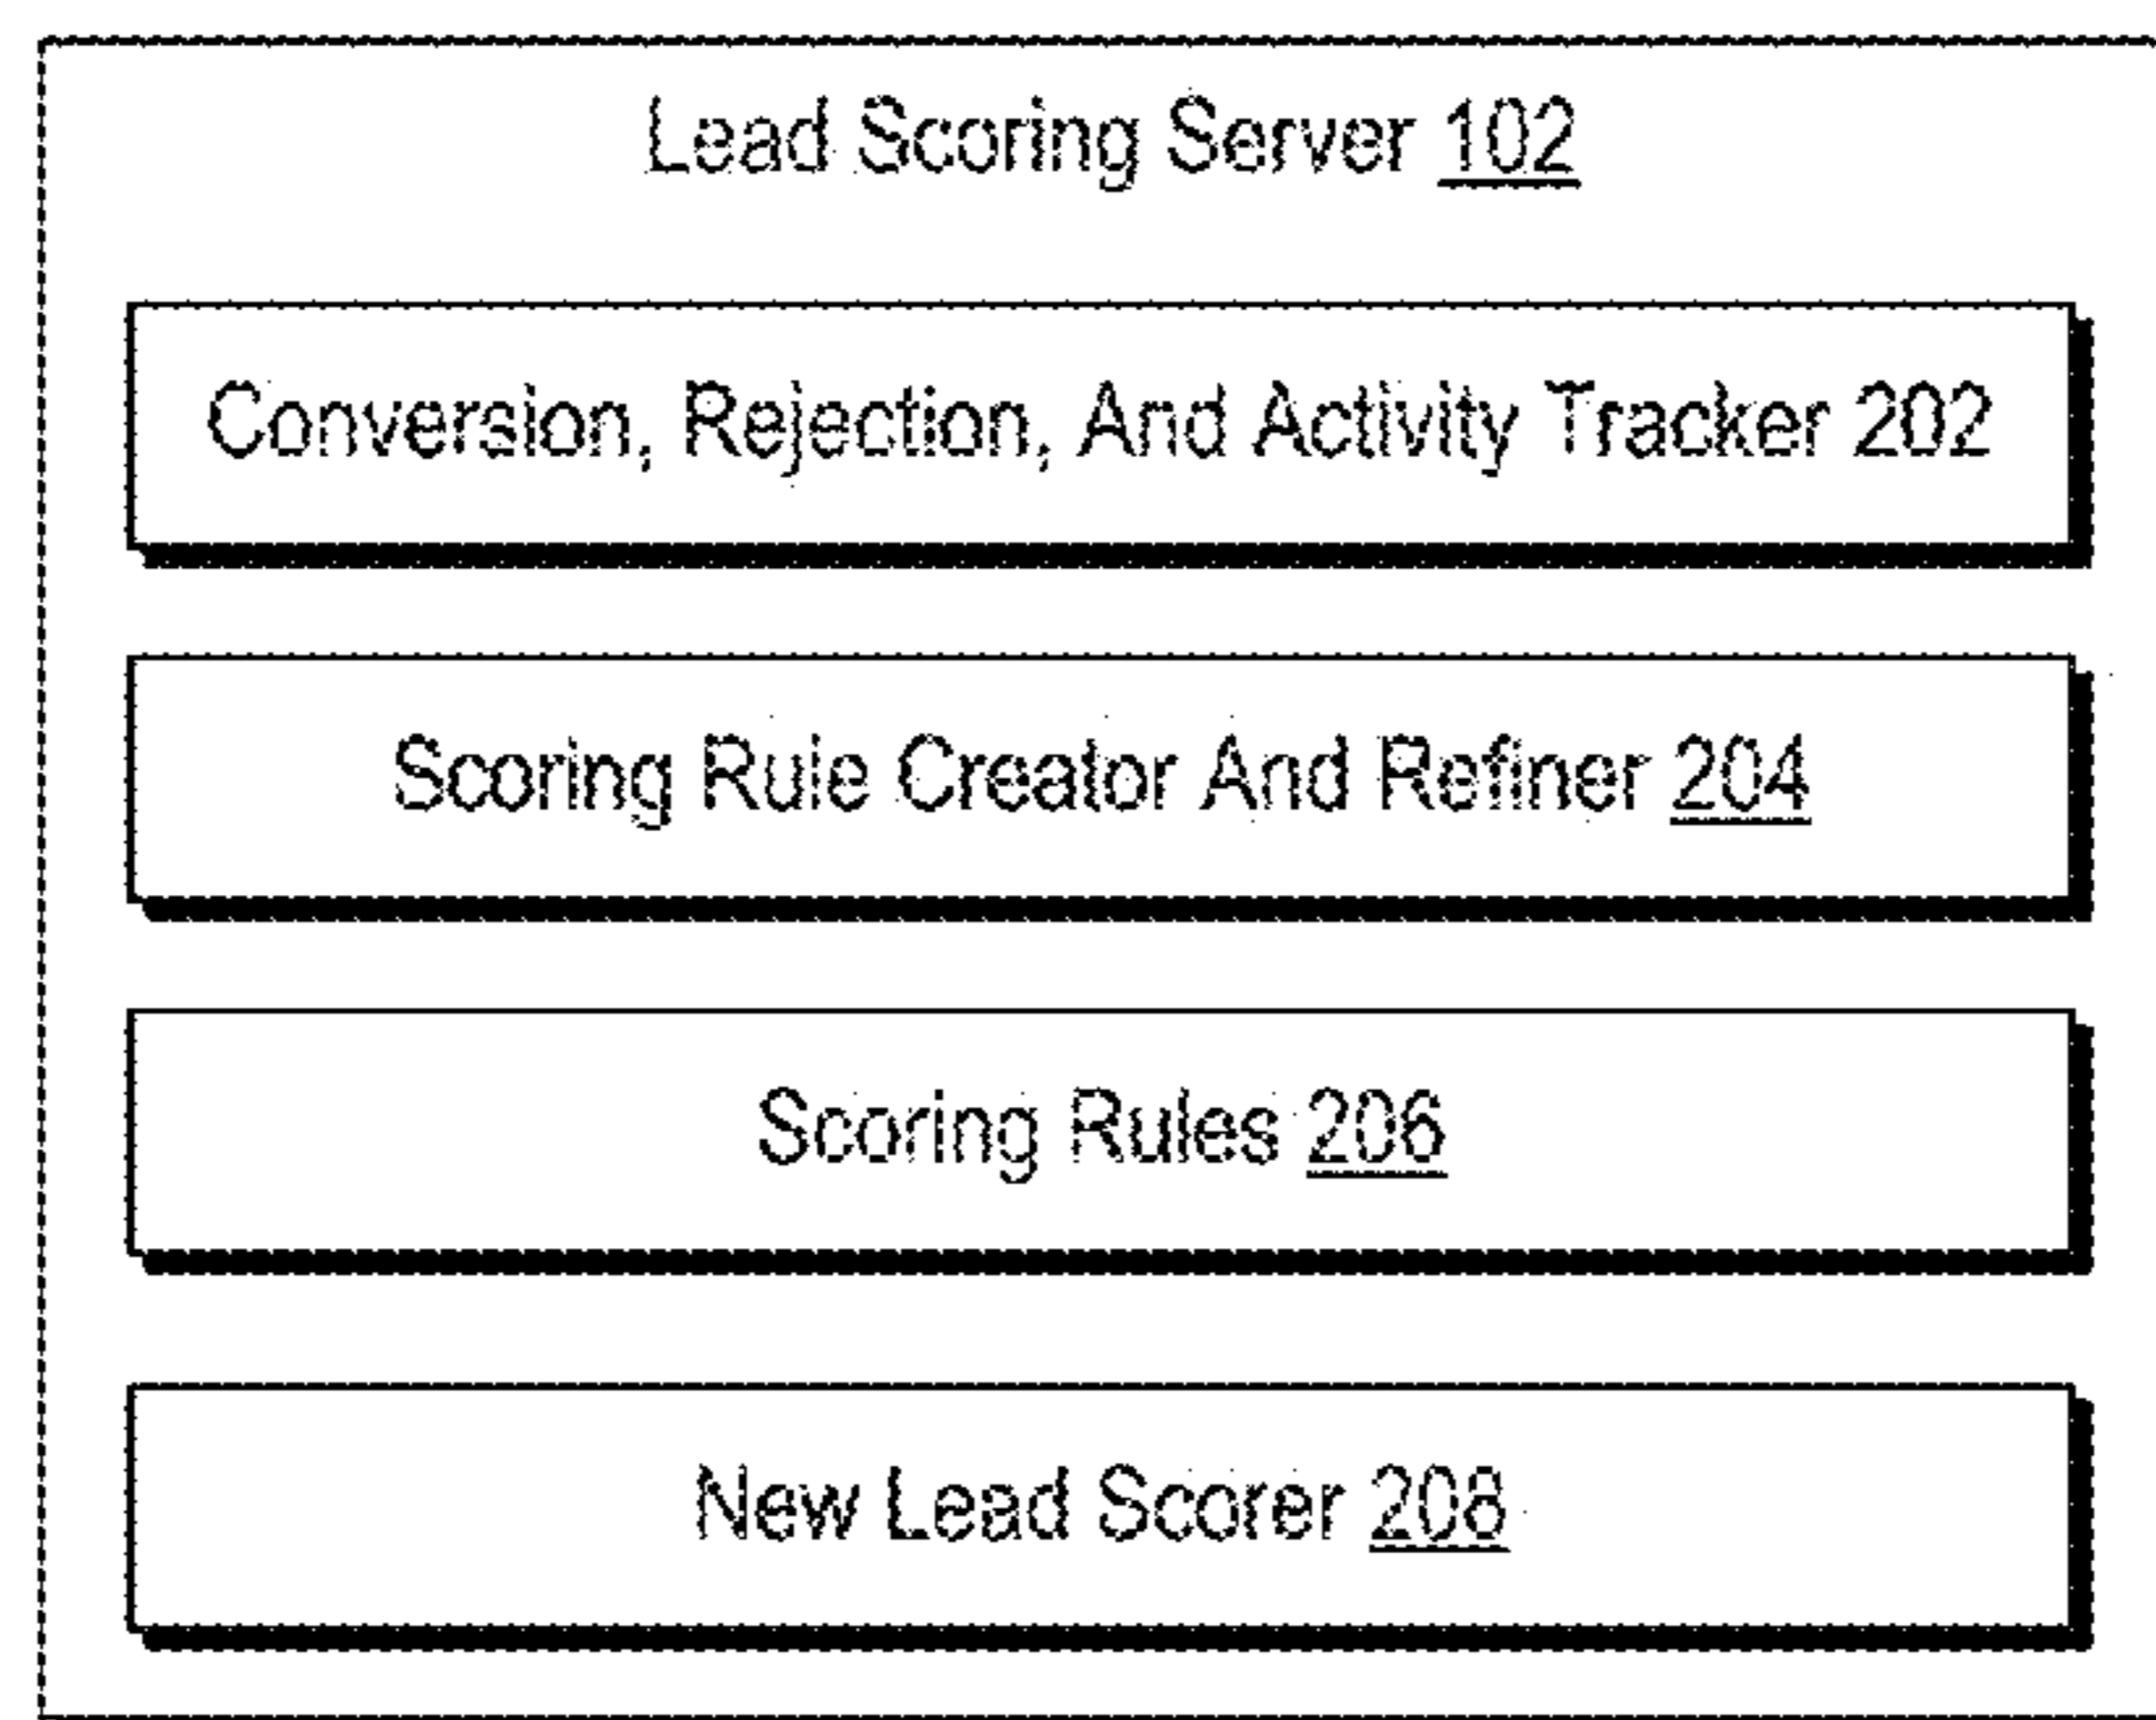 Lead Scoring Server 102
Conversion, Rejection, And Activity Tracker 202
Scoring Rule Creator And Refiner 204
Scoring Rules 206
New Lead Scorer 208